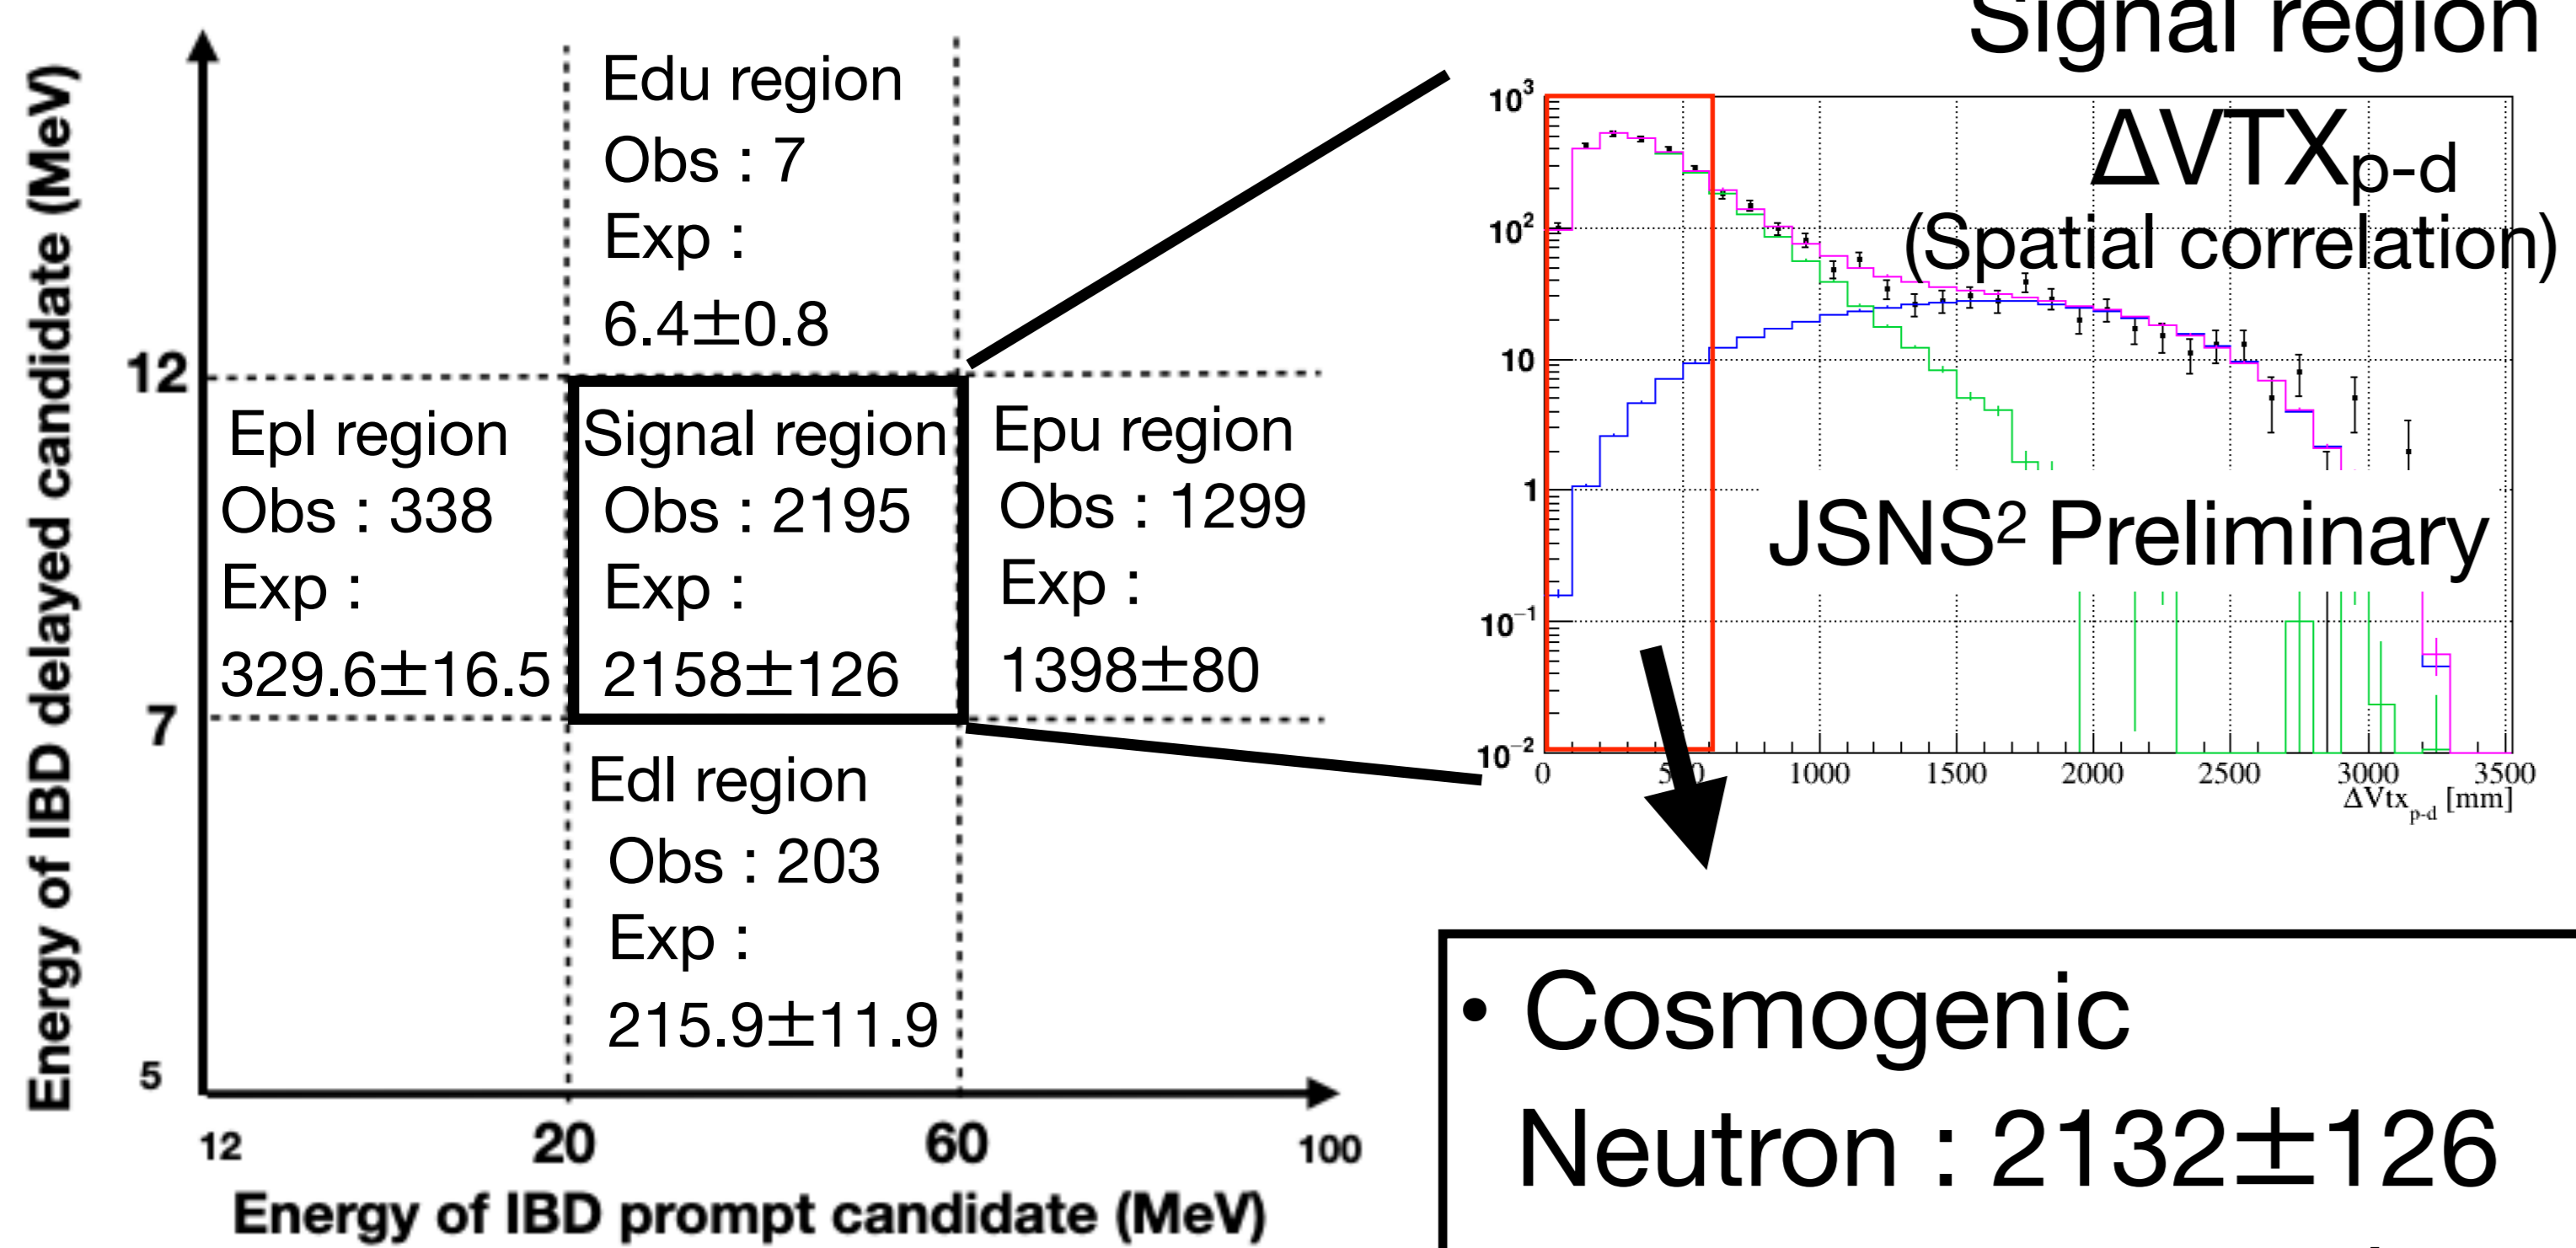 Energy of IBD delayed candidate (MeV)
12
7
5
Edu region
Obs : 7
Exp :
6.4±0.8
Epl region
Obs : 338
Exp :
329.6±16.5
Signal region
Obs : 2195
Exp :
2158±126
Epu region
Obs : 1299
Exp :
1398±80
Edl region
Obs : 203
Exp :
215.9±11.9
12
20
60
100
Energy of IBD prompt candidate (MeV)
Signal region
ΔVTXp-d
(Spatial correlation)
JSNS² Preliminary
10³
10²
10
1
10⁻¹
10⁻²
0
1000
1500
2000
2500
3000
3500
ΔVtxp-d [mm]
• Cosmogenic
Neutron : 2132±126